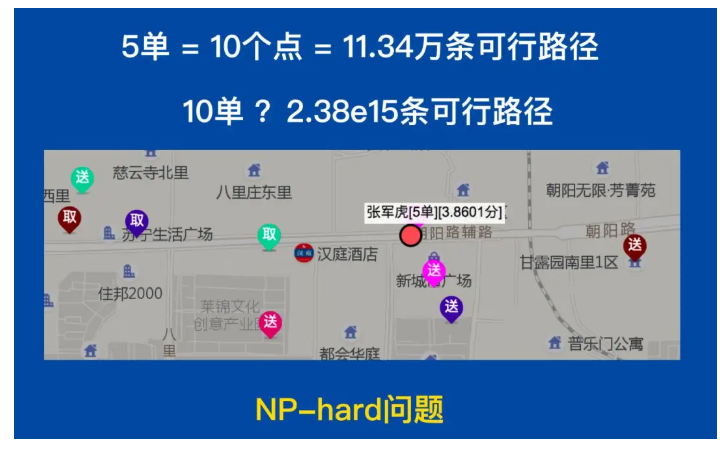 5单 = 10个点 = 11.34万条可行路径
10单 ？ 2.38e15条可行路径
送
慈云寺北里
八里庄东里
朝阳无限·芳菁苑
西里
取
取
张军虎[5单][3.8601分]
苏宁生活广场
取
朝阳路辅路
朝阳路
送
汉庭酒店
甘露园南里1区
送
新城
广场
住邦2000
莱锦文化
创意产业
送
送
八
里
都会华庭
普乐门公寓
NP-hard问题